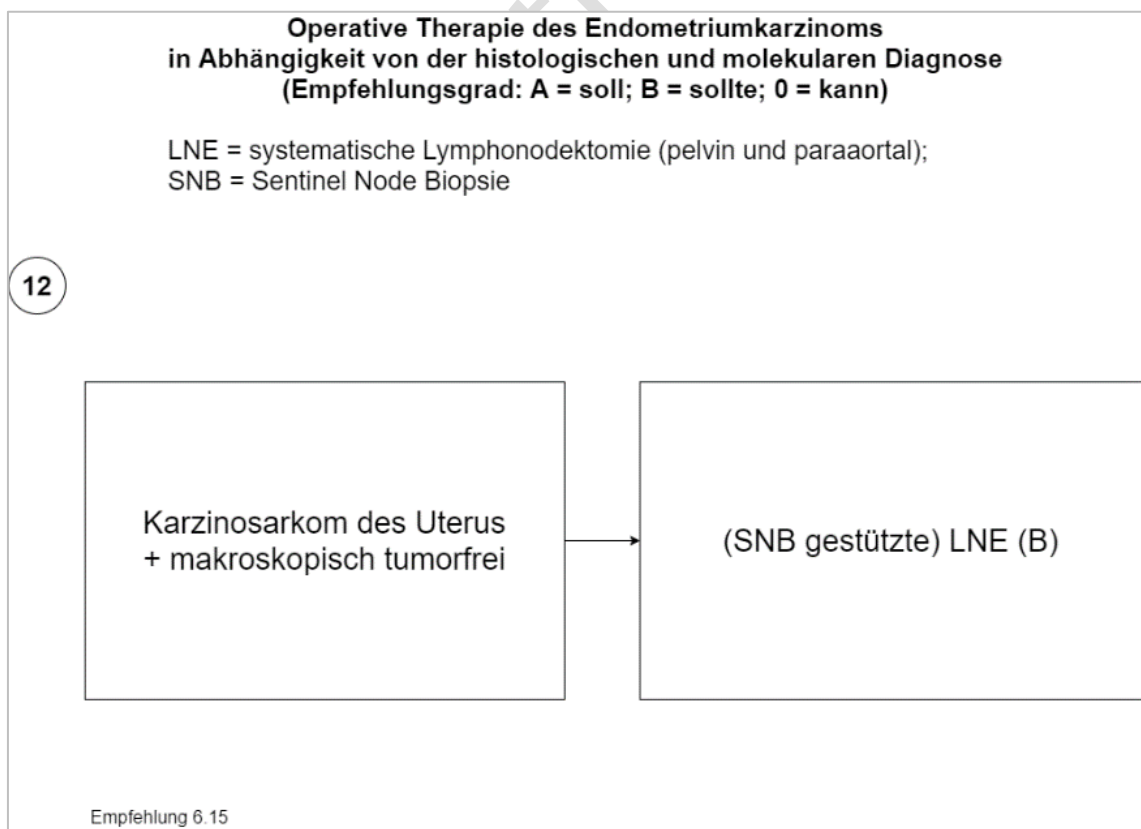 Operative Therapie des Endometriumkarzinoms
in Abhängigkeit von der histologischen und molekularen Diagnose
(Empfehlungsgrad: A = soll; B = sollte; 0 = kann)
LNE = systematische Lymphonodektomie (pelvin und paraaortal);
SNB = Sentinel Node Biopsie
12
Karzinosarkom des Uterus
+ makroskopisch tumorfrei
(SNB gestützte) LNE (B)
Empfehlung 6.15